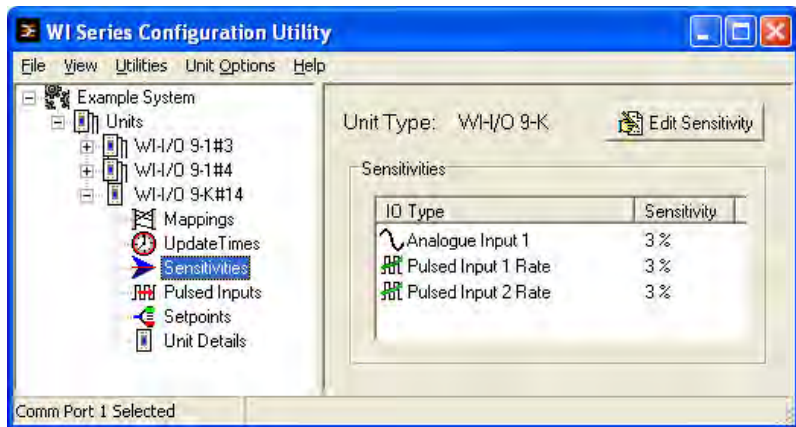 WI Series Configuration Utility
File View Utilities Unit Options Help
Example System
Units
WI-I/O 9-1#3
WI-I/O 9-1#4
WI-I/O 9-K#14
Mappings
UpdateTimes
Sensitivities
Pulsed Inputs
Setpoints
Unit Details
Unit Type: WI-I/O 9-K
Edit Sensitivity
Sensitivities
IO Type Sensitivity
Analogue Input 1 3 %
Pulsed Input 1 Rate 3 %
Pulsed Input 2 Rate 3 %
Comm Port 1 Selected